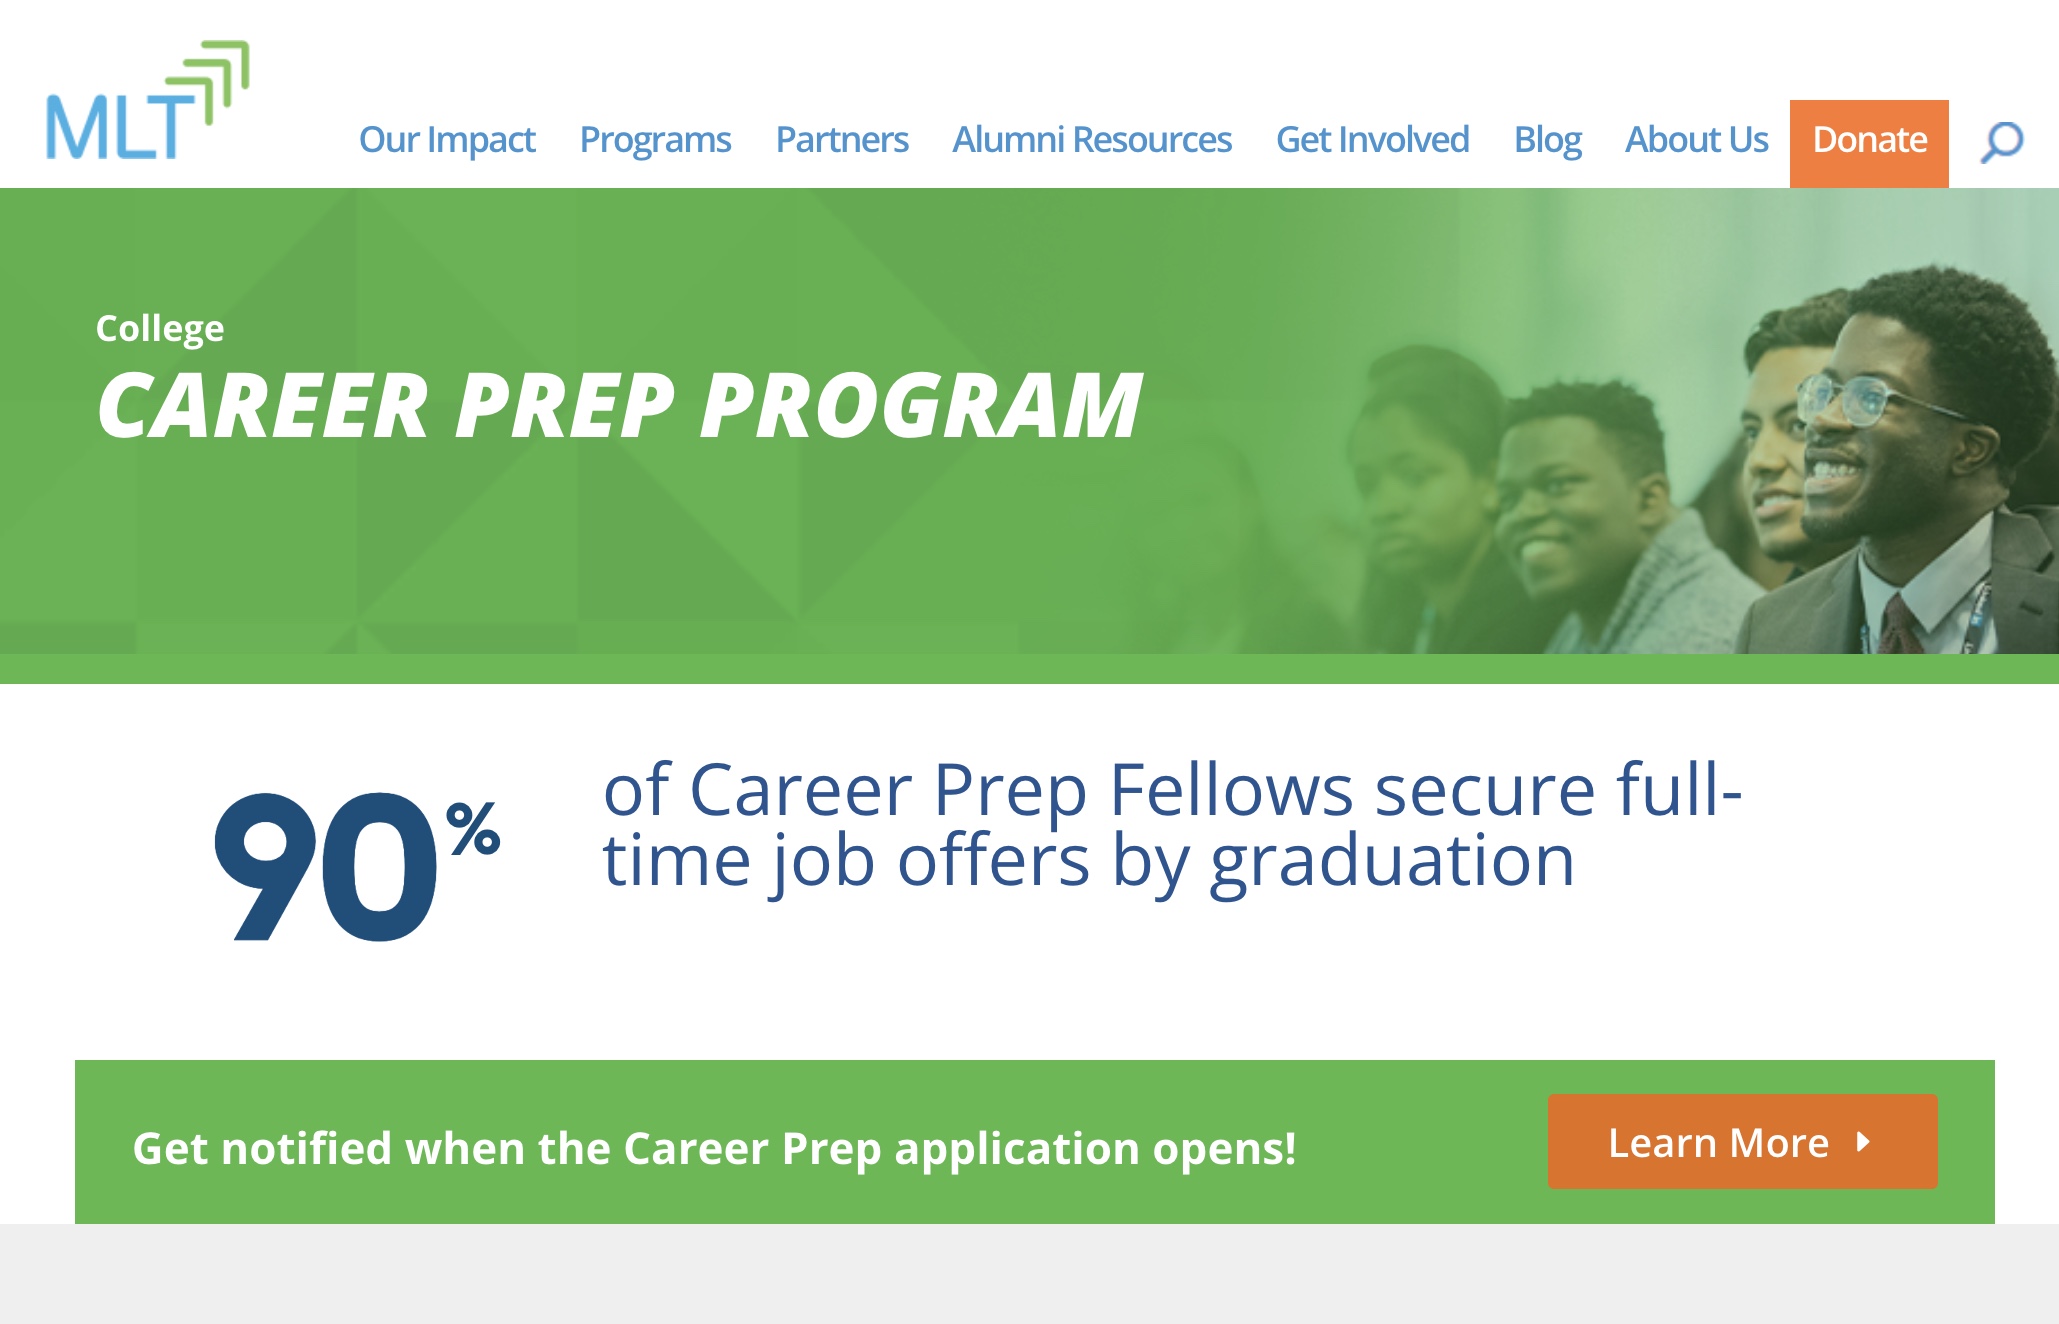 MLT
Our Impact Programs Partners Alumni Resources Get Involved Blog About Us Donate
College
CAREER PREP PROGRAM
90%
of Career Prep Fellows secure full-
time job offers by graduation
Get notified when the Career Prep application opens!
Learn More